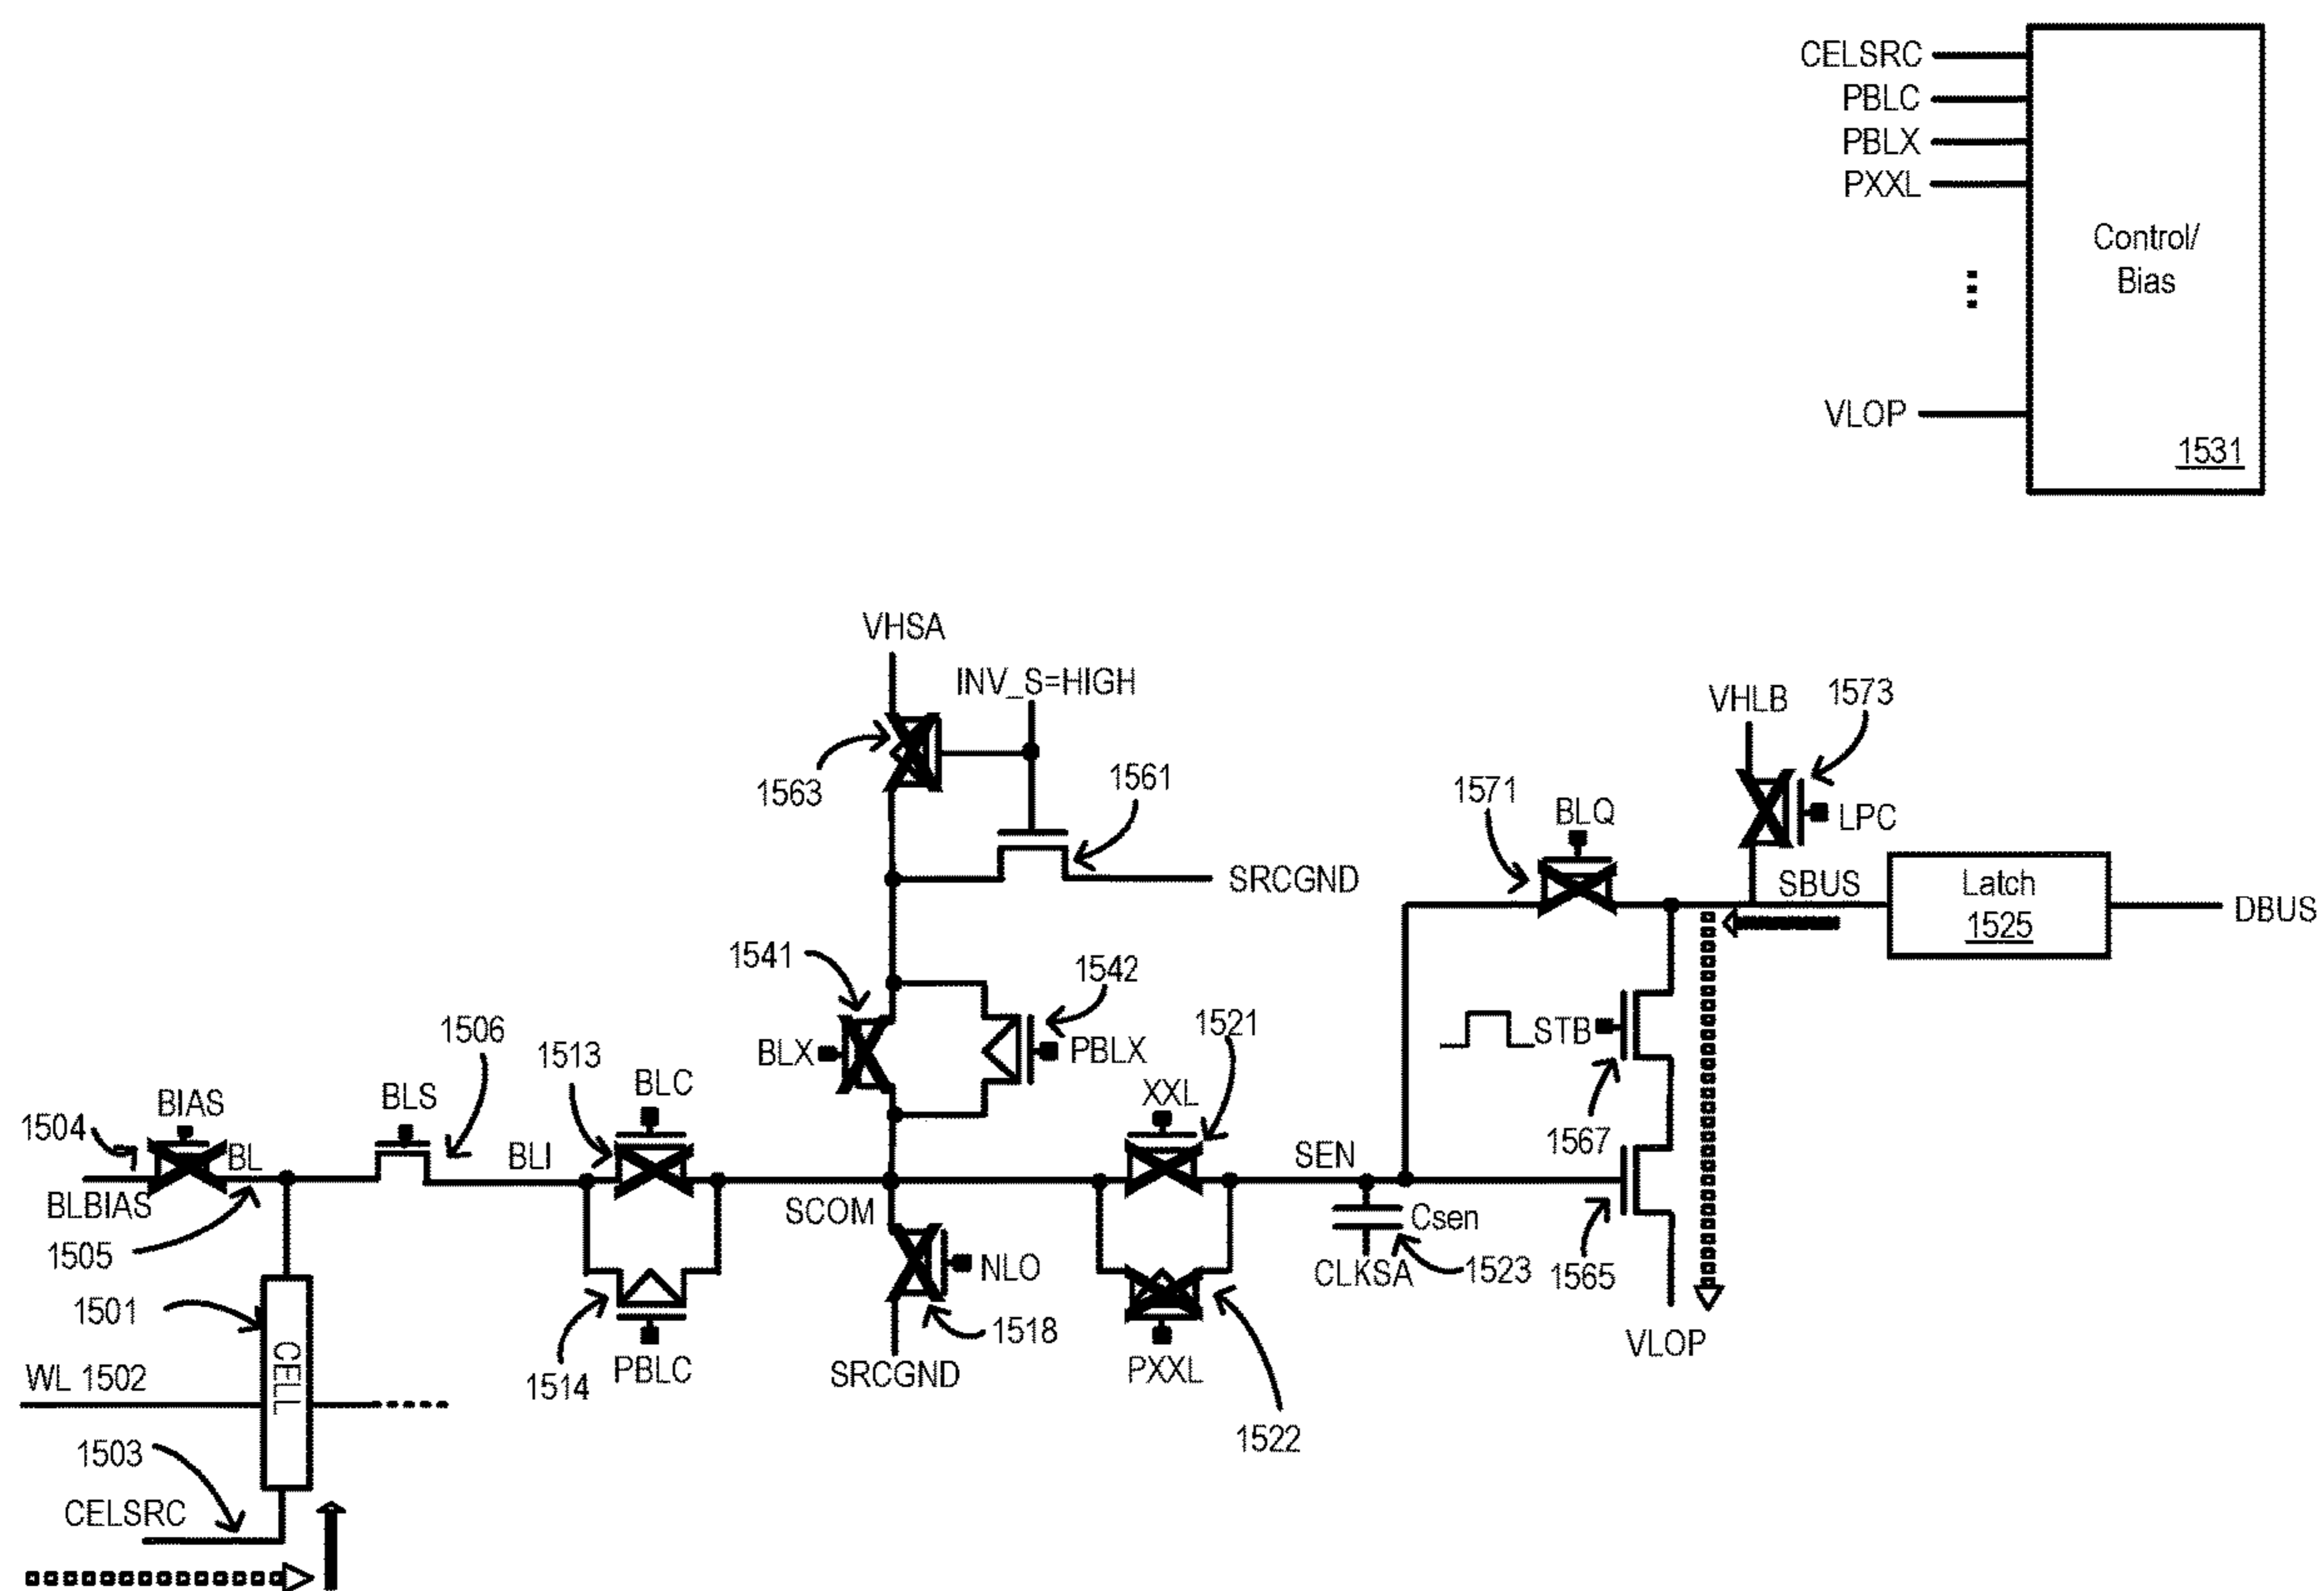 CELSRC
PBLC
PBLX
PXXL
Control/
Bias
VLOP
1531
VHSA
INV_S=HIGH
1563
1561
SRCGND
VHLB
1573
1571
BLQ
LPC
SBUS
Latch
1525
DBUS
1541
1542
BLX
PBLX
STB
1567
1504
BIAS
BL
BLBIAS
1505
BLS
1506
BLI
1513
BLC
1514
PBLC
SCOM
NLO
1518
SRCGND
XXL
1521
PXXL
1522
SEN
Csen
CLKSA
1523
1565
VLOP
1501
CELL
WL 1502
1503
CELSRC